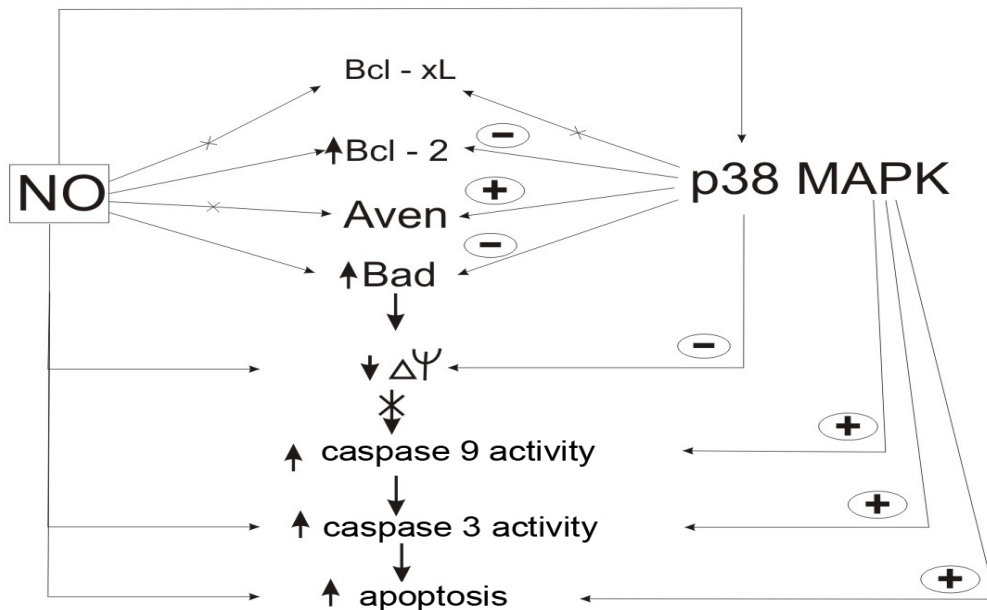 Bcl - xL
Bcl - 2
NO
p38 MAPK
Aven
Bad
ΔΨ
caspase 9 activity
caspase 3 activity
apoptosis